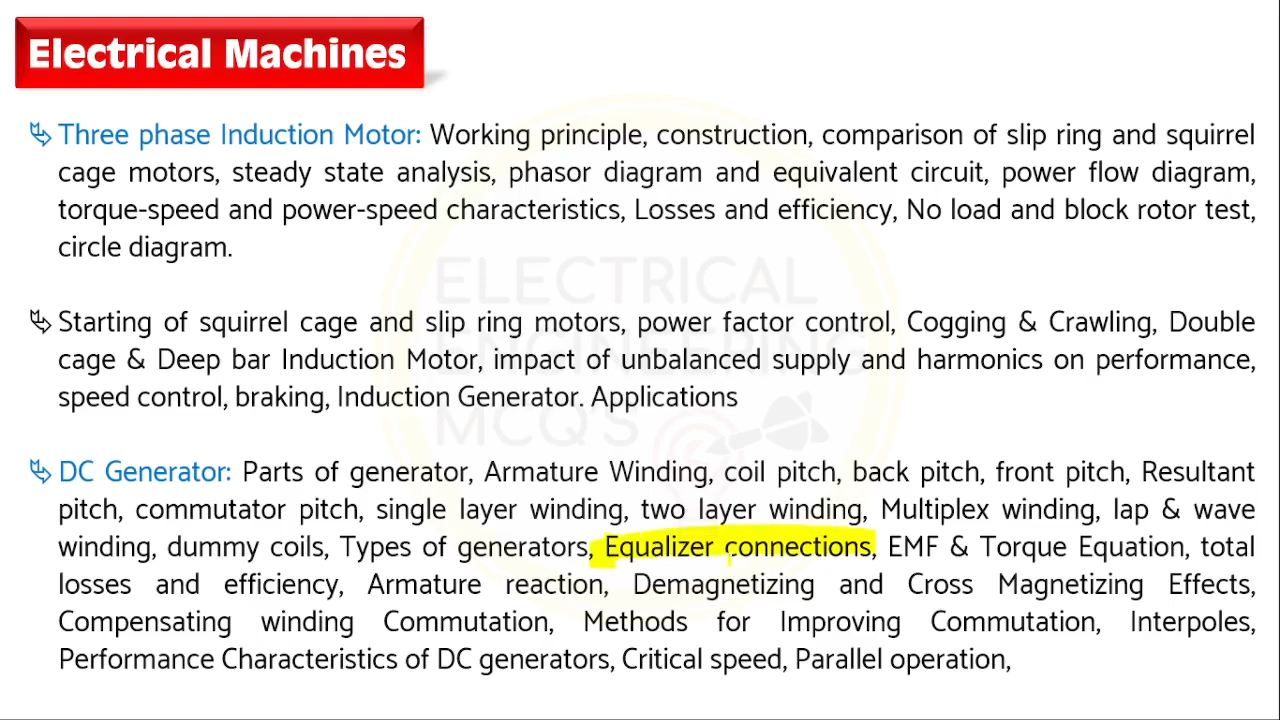 Electrical Machines
Three phase Induction Motor: Working principle, construction, comparison of slip ring and squirrel
cage motors, steady state analysis, phasor diagram and equivalent circuit, power flow diagram,
torque-speed and power-speed characteristics, Losses and efficiency, No load and block rotor test,
circle diagram.
Starting of squirrel cage and slip ring motors, power factor control, Cogging & Crawling, Double
cage & Deep bar Induction Motor, impact of unbalanced supply and harmonics on performance,
speed control, braking, Induction Generator. Applications
DC Generator: Parts of generator, Armature Winding, coil pitch, back pitch, front pitch, Resultant
pitch, commutator pitch, single layer winding, two layer winding, Multiplex winding, lap & wave
winding, dummy coils, Types of generators, Equalizer connections, EMF & Torque Equation, total
losses and efficiency, Armature reaction, Demagnetizing and Cross Magnetizing Effects,
Compensating winding Commutation, Methods for Improving Commutation, Interpoles,
Performance Characteristics of DC generators, Critical speed, Parallel operation,
ELECTRICAL
ENGINEERING
MCQ'S